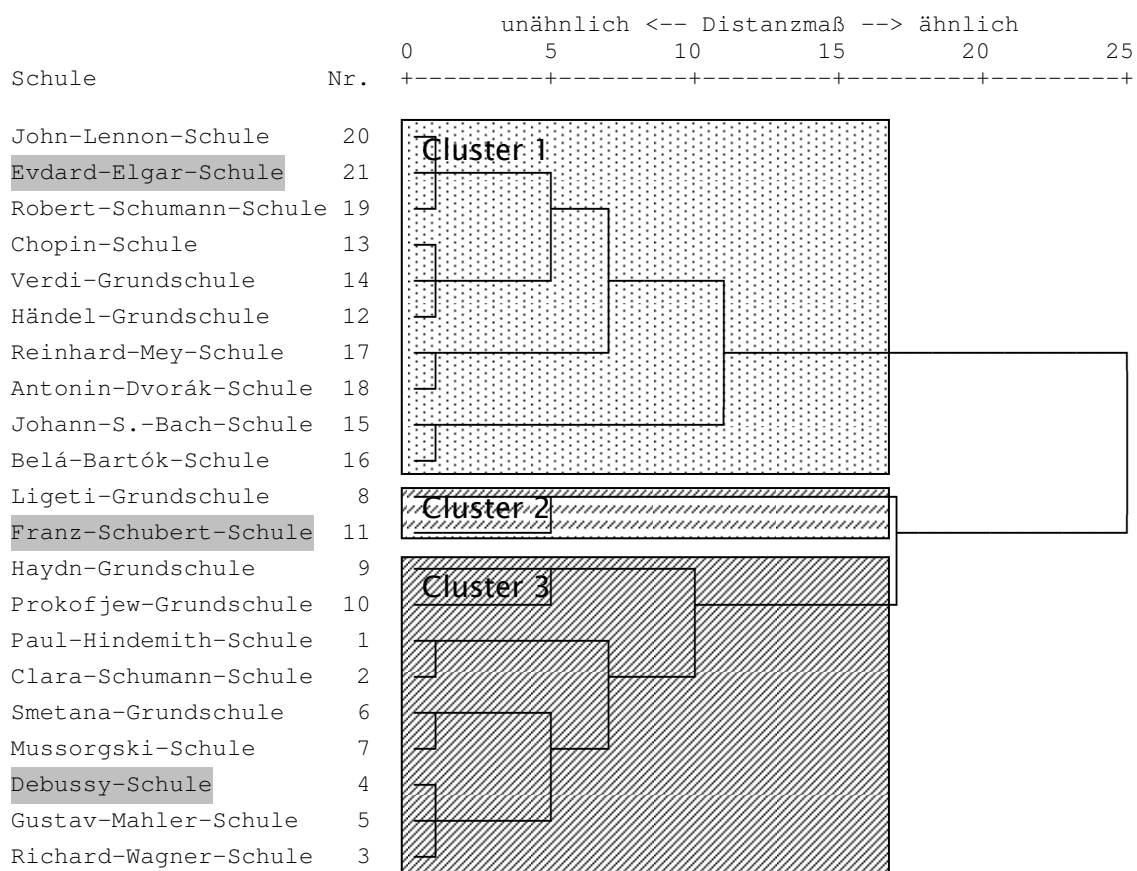 unähnlich <-- Distanzmaß --> ähnlich
0 5 10 15 20 25
Schule Nr. +---------+---------+---------+---------+---------+
John-Lennon-Schule 20
Cluster 1
Evdard-Elgar-Schule 21
Robert-Schumann-Schule 19
Chopin-Schule 13
Verdi-Grundschule 14
Händel-Grundschule 12
Reinhard-Mey-Schule 17
Antonin-Dvorák-Schule 18
Johann-S.-Bach-Schule 15
Belá-Bartók-Schule 16
Ligeti-Grundschule 8
Cluster 2
Franz-Schubert-Schule 11
Haydn-Grundschule 9
Cluster 3
Prokofjew-Grundschule 10
Paul-Hindemith-Schule 1
Clara-Schumann-Schule 2
Smetana-Grundschule 6
Mussorgski-Schule 7
Debussy-Schule 4
Gustav-Mahler-Schule 5
Richard-Wagner-Schule 3